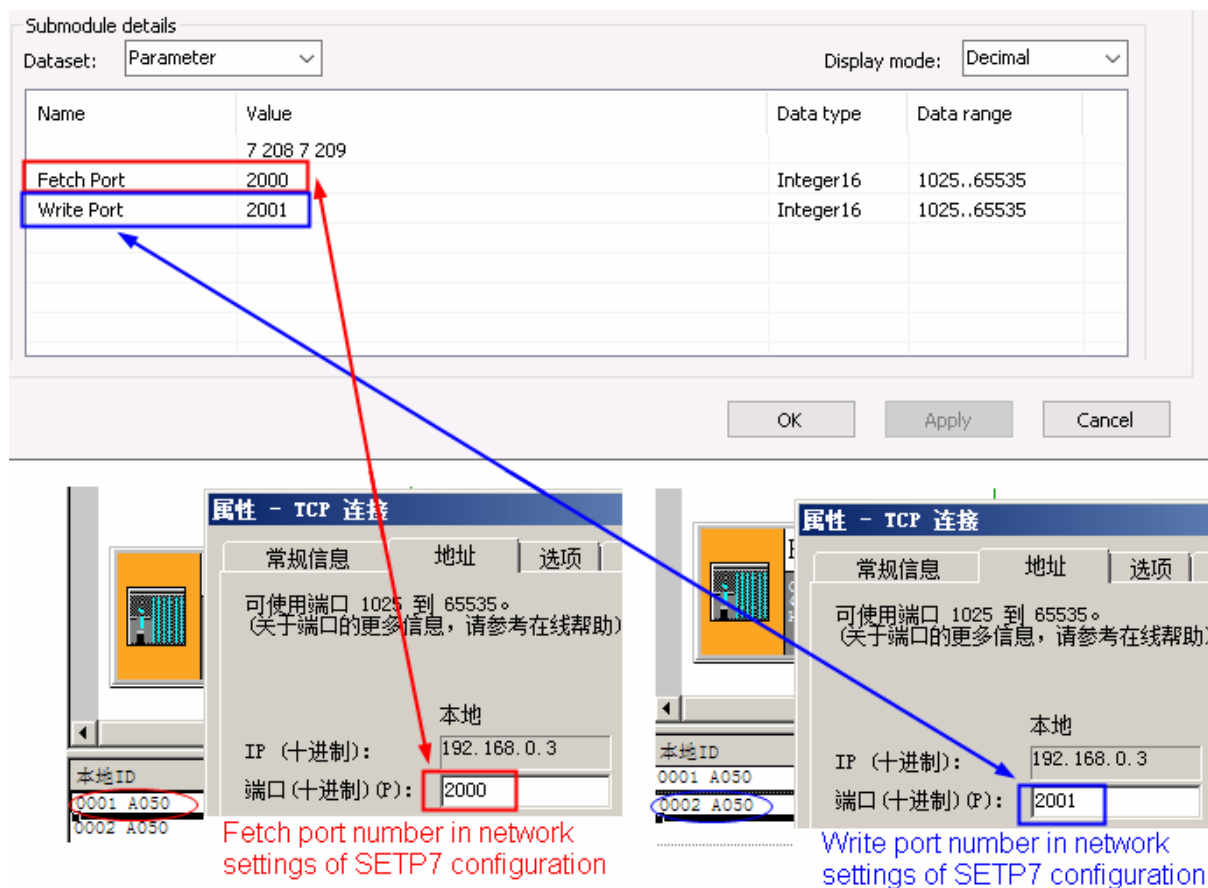 Submodule details
Dataset: Parameter Display mode: Decimal
Name Value Data type Data range
7 208 7 209
Fetch Port 2000 Integer16 1025..65535
Write Port 2001 Integer16 1025..65535
OK Apply Cancel
属性 - TCP 连接
常规信息 地址 选项
可使用端口 1025 到 65535。
(关于端口的更多信息，请参考在线帮助)
本地
IP (十进制): 192.168.0.3
端口(十进制)(P): 2000
本地ID
0001 A050
0002 A050
Fetch port number in network
settings of SETP7 configuration
属性 - TCP 连接
常规信息 地址 选项
可使用端口 1025 到 65535。
(关于端口的更多信息，请参考在线帮助)
本地
IP (十进制): 192.168.0.3
端口(十进制)(P): 2001
本地ID
0001 A050
0002 A050
Write port number in network
settings of SETP7 configuration